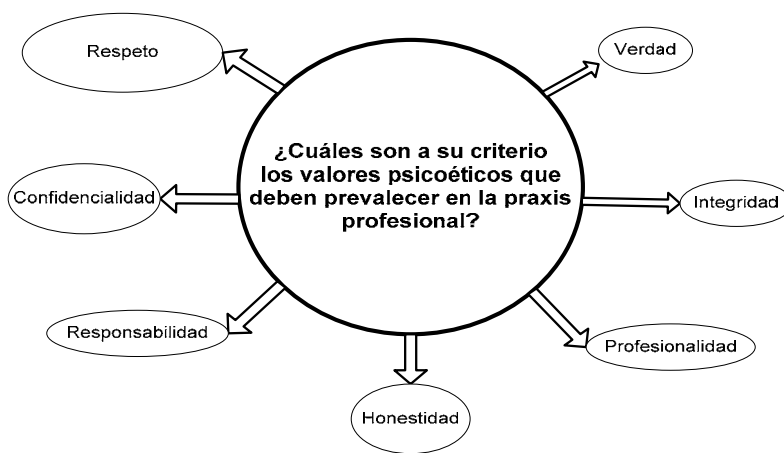 Respeto
Verdad
¿Cuáles son a su criterio
los valores psicoéticos que
deben prevalecer en la praxis
profesional?
Confidencialidad
Integridad
Responsabilidad
Profesionalidad
Honestidad